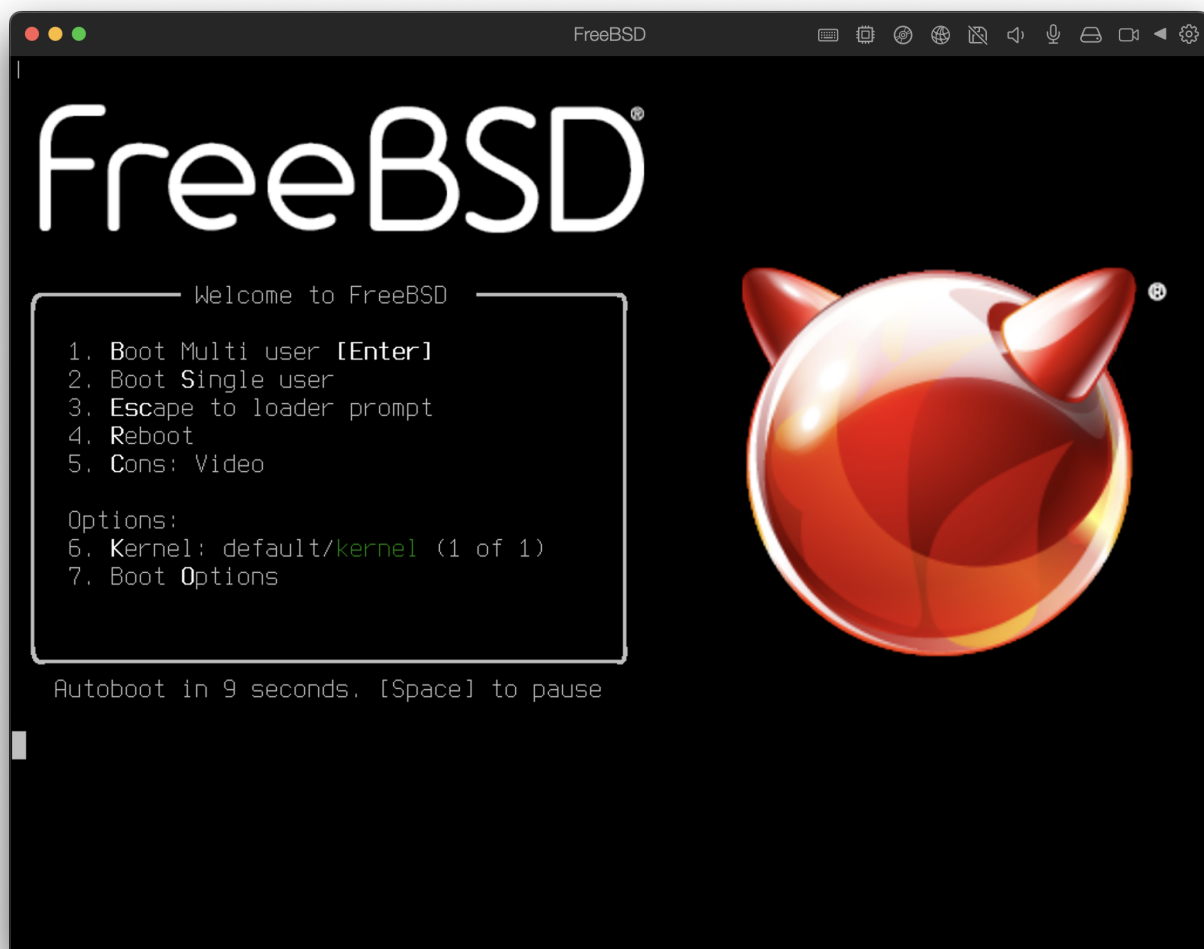 FreeBSD
FreeBSD®
Welcome to FreeBSD
1. Boot Multi user [Enter]
2. Boot Single user
3. Escape to loader prompt
4. Reboot
5. Cons: Video
Options:
6. Kernel: default/kernel (1 of 1)
7. Boot Options
Autoboot in 9 seconds. [Space] to pause
®